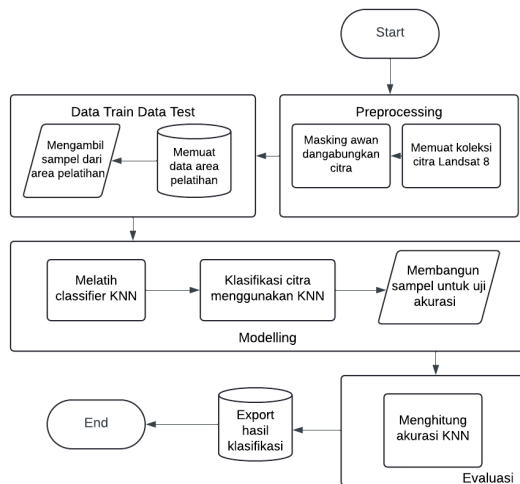 Start
Preprocessing
Memuat koleksi
citra Landsat 8
Masking awan
dangabungkan
citra
Data Train Data Test
Memuat
data area
pelatihan
Mengambil
sampel dari
area pelatihan
Melatih
classifier KNN
Klasifikasi citra
menggunakan KNN
Membangun
sampel untuk uji
akurasi
Modelling
Menghitung
akurasi KNN
Evaluasi
Export
hasil
klasifikasi
End